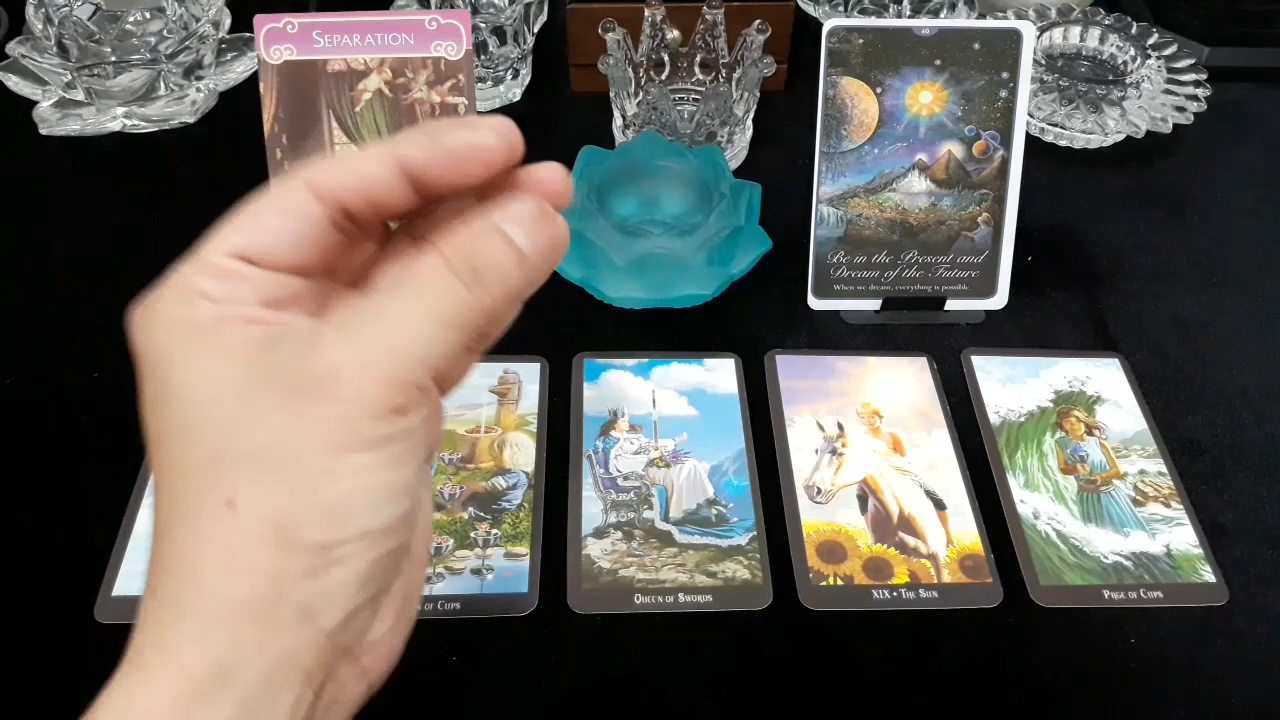 SEPARATION
40
Be in the Present and
Dream of the Future
When we dream, everything is possible
OF CUPS
QUEEN OF SWORDS
XIX • THE SUN
PAGE OF CUPS